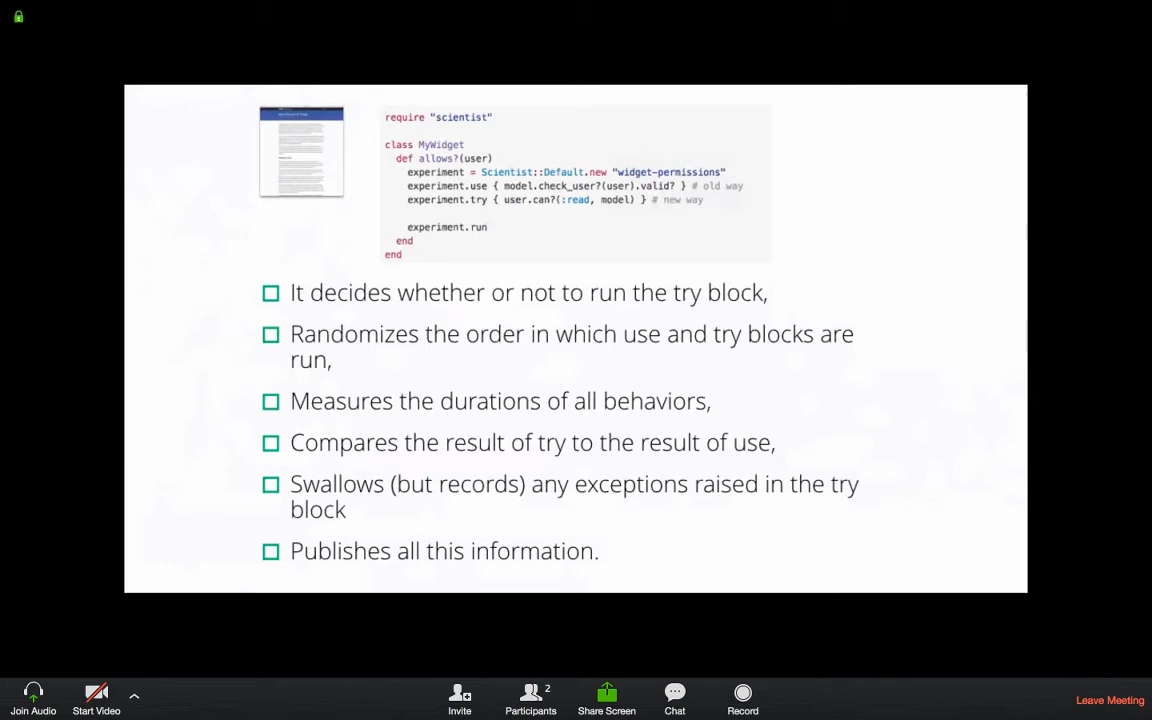 require "scientist"
class MyWidget
def allows?(user)
experiment = Scientist::Default.new "widget-permissions"
experiment.use { model.check_user?(user).valid? } # old way
experiment.try { user.can?(:read, model) } # new way
experiment.run
end
end
It decides whether or not to run the try block,
Randomizes the order in which use and try blocks are
run,
Measures the durations of all behaviors,
Compares the result of try to the result of use,
Swallows (but records) any exceptions raised in the try
block
Publishes all this information.
2
Join Audio
Start Video
Invite
Participants
Share Screen
Chat
Record
Leave Meeting